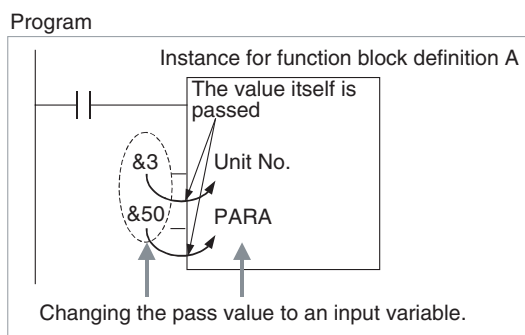 Program
Instance for function block definition A
The value itself is
passed
&3 Unit No.
&50 PARA
Changing the pass value to an input variable.